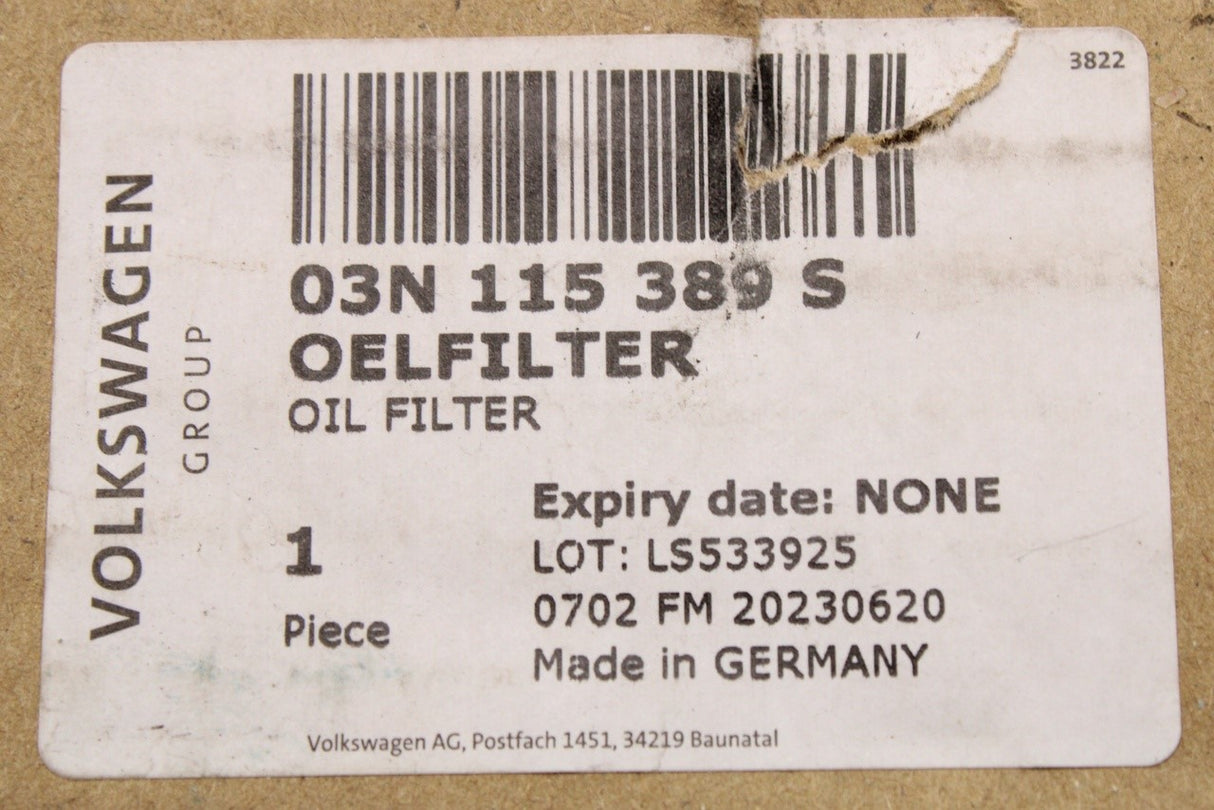 3822
VOLKSWAGEN
GROUP
03N 115 389 S
OELFILTER
OIL FILTER
1
Piece
Expiry date: NONE
LOT: LS533925
0702 FM 20230620
Made in GERMANY
Volkswagen AG, Postfach 1451, 34219 Baunatal